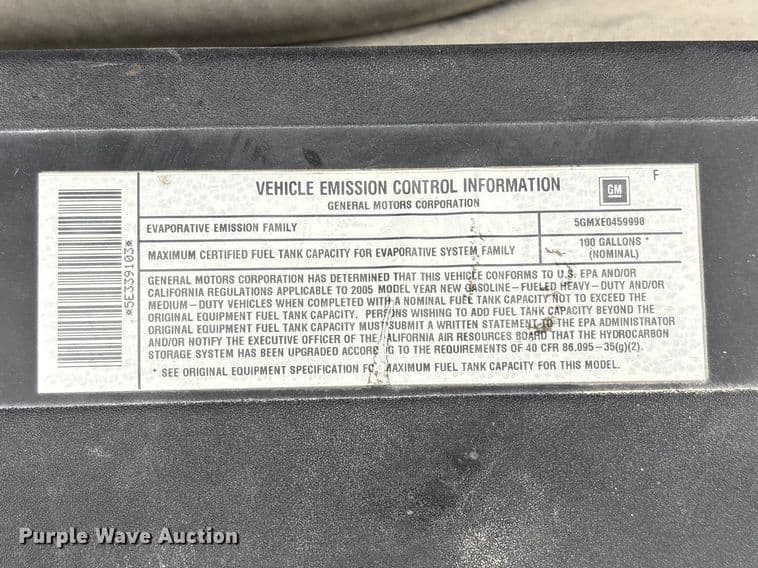 VEHICLE EMISSION CONTROL INFORMATION
GENERAL MOTORS CORPORATION
GM
F
*5E339103*
EVAPORATIVE EMISSION FAMILY 5GMXE0459998
MAXIMUM CERTIFIED FUEL TANK CAPACITY FOR EVAPORATIVE SYSTEM FAMILY 190 GALLONS *
(NOMINAL)
GENERAL MOTORS CORPORATION HAS DETERMINED THAT THIS VEHICLE CONFORMS TO U.S. EPA AND/OR
CALIFORNIA REGULATIONS APPLICABLE TO 2005 MODEL YEAR NEW GASOLINE-FUELED HEAVY-DUTY AND/OR
MEDIUM-DUTY VEHICLES WHEN COMPLETED WITH A NOMINAL FUEL TANK CAPACITY NOT TO EXCEED THE
ORIGINAL EQUIPMENT FUEL TANK CAPACITY. PERSONS WISHING TO ADD FUEL TANK CAPACITY BEYOND THE
ORIGINAL EQUIPMENT FUEL TANK CAPACITY MUST SUBMIT A WRITTEN STATEMENT TO THE EPA ADMINISTRATOR
AND/OR NOTIFY THE EXECUTIVE OFFICER OF THE CALIFORNIA AIR RESOURCES BOARD THAT THE HYDROCARBON
STORAGE SYSTEM HAS BEEN UPGRADED ACCORDING TO THE REQUIREMENTS OF 40 CFR 86.095-35(g)(2).
* SEE ORIGINAL EQUIPMENT SPECIFICATION FOR MAXIMUM FUEL TANK CAPACITY FOR THIS MODEL.
Purple Wave Auction